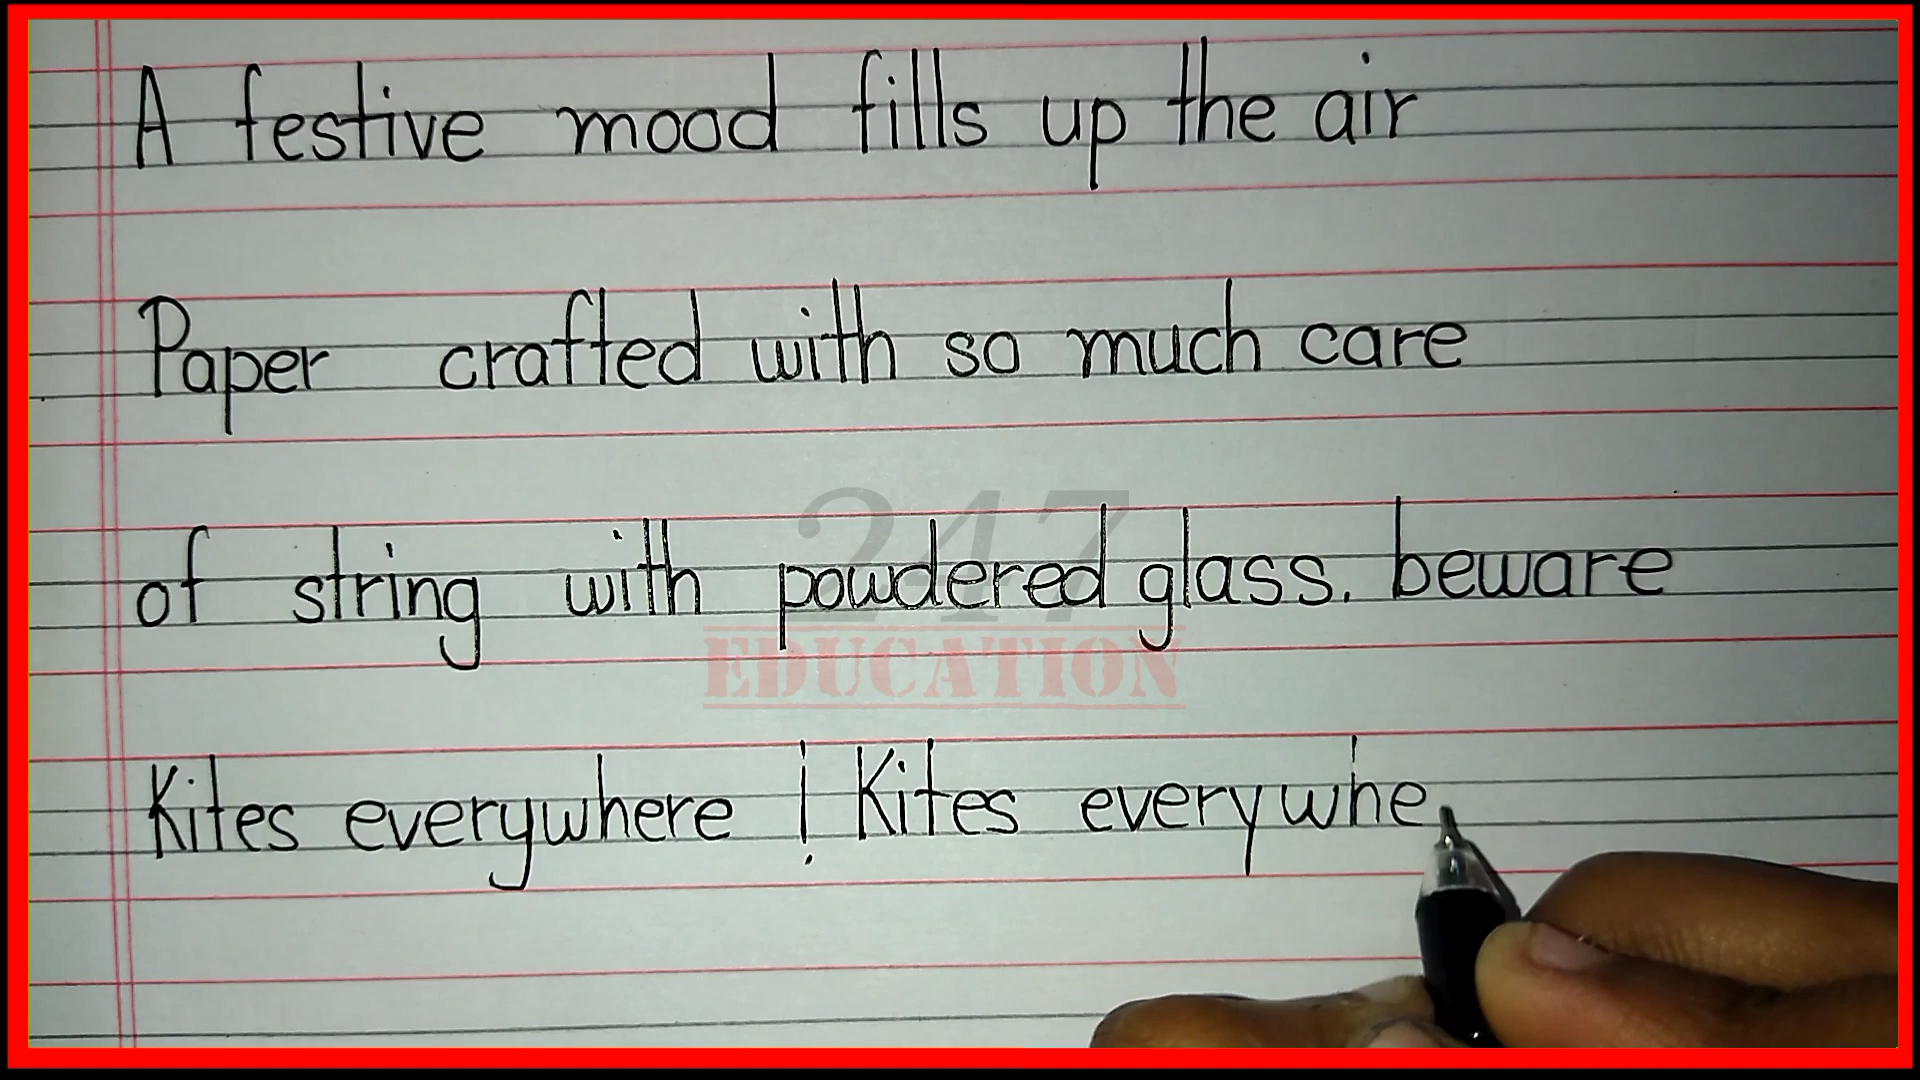 A festive mood fills up the air
Paper crafted with so much care
of string with powdered glass. beware
Kites everywhere ! Kites everywhe
247
EDUCATION